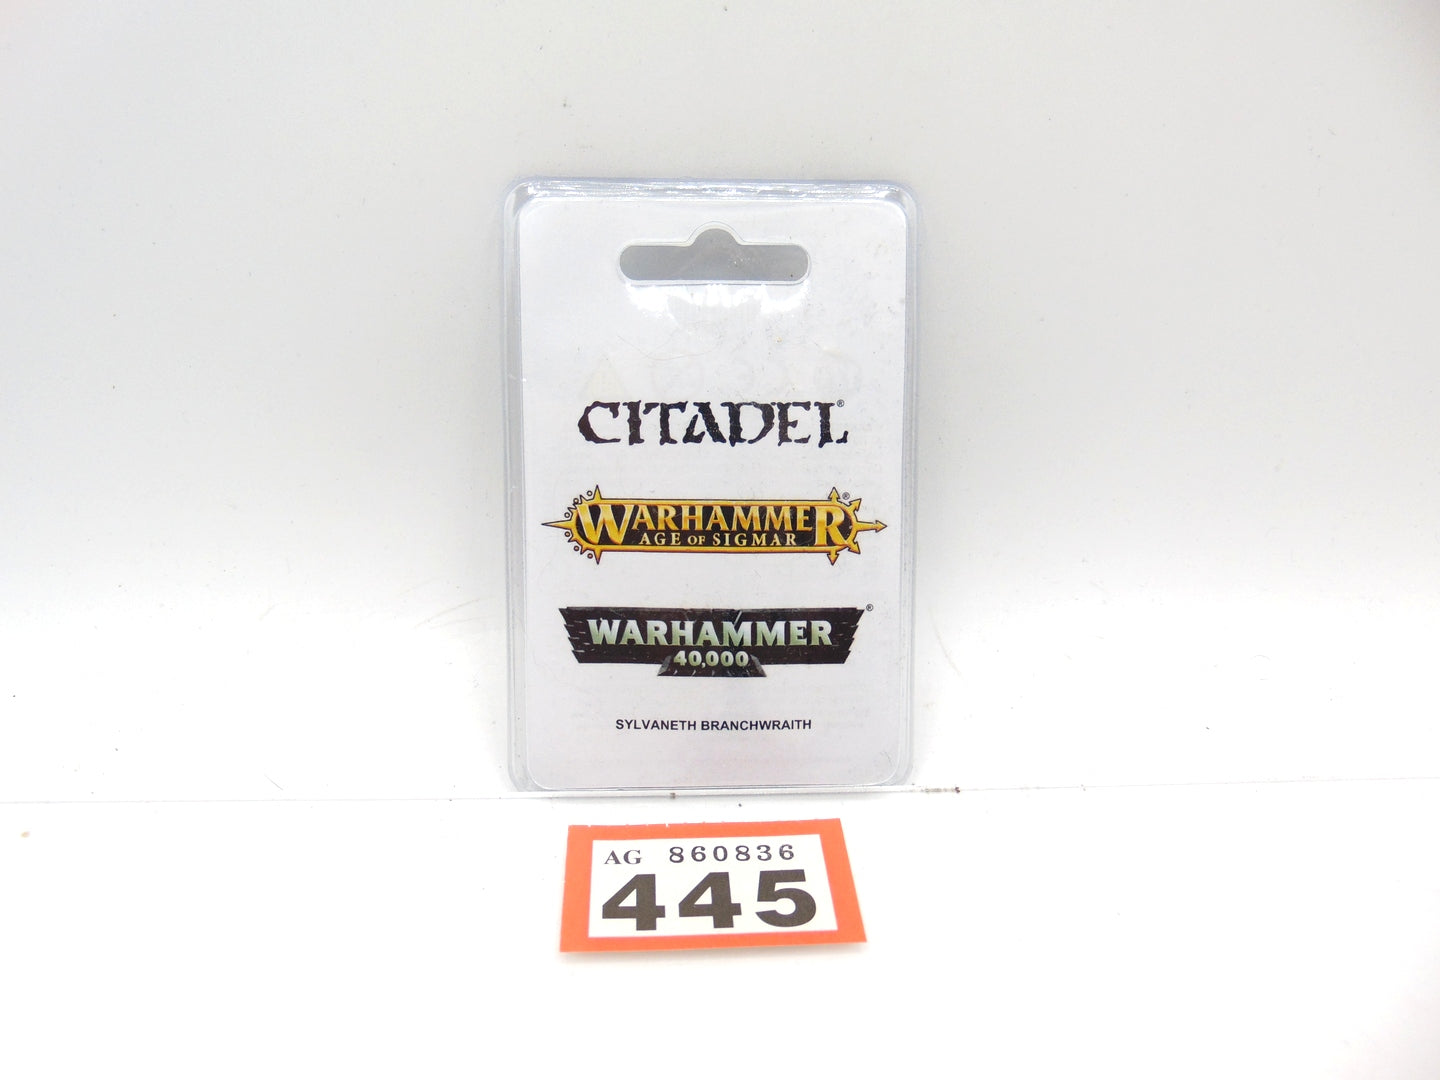 CITADEL®
WARHAMMER®
AGE OF SIGMAR
WARHAMMER®
40,000
SYLVANETH BRANCHWRAITH
AG 860836
445